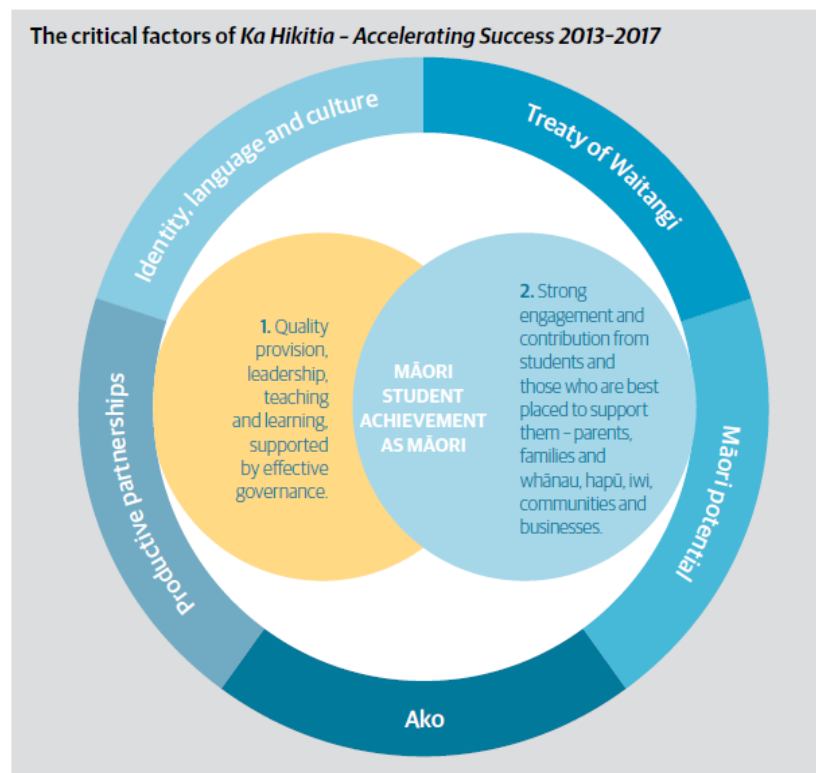 The critical factors of Ka Hikitia – Accelerating Success 2013–2017
Identity, language and culture
Treaty of Waitangi
Māori potential
Ako
Productive partnerships
1. Quality
provision,
leadership,
teaching
and learning,
supported
by effective
governance.
MĀORI
STUDENT
ACHIEVEMENT
AS MĀORI
2. Strong
engagement and
contribution from
students and
those who are best
placed to support
them – parents,
families and
whānau, hapū, iwi,
communities and
businesses.